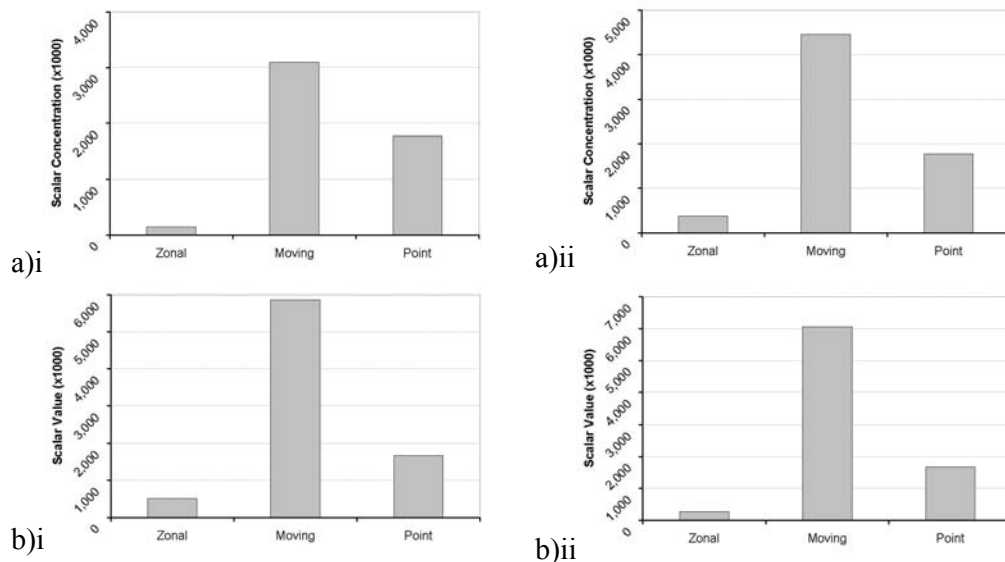 Scalar Concentration (x1000)
4,000
3,000
2,000
1,000
0
Zonal Moving Point
a)i
Scalar Concentration (x1000)
5,000
4,000
3,000
2,000
1,000
0
Zonal Moving Point
a)ii
Scalar Value (x1000)
6,000
5,000
4,000
3,000
2,000
1,000
0
Zonal Moving Point
b)i
Scalar Value (x1000)
7,000
6,000
5,000
4,000
3,000
2,000
1,000
0
Zonal Moving Point
b)ii